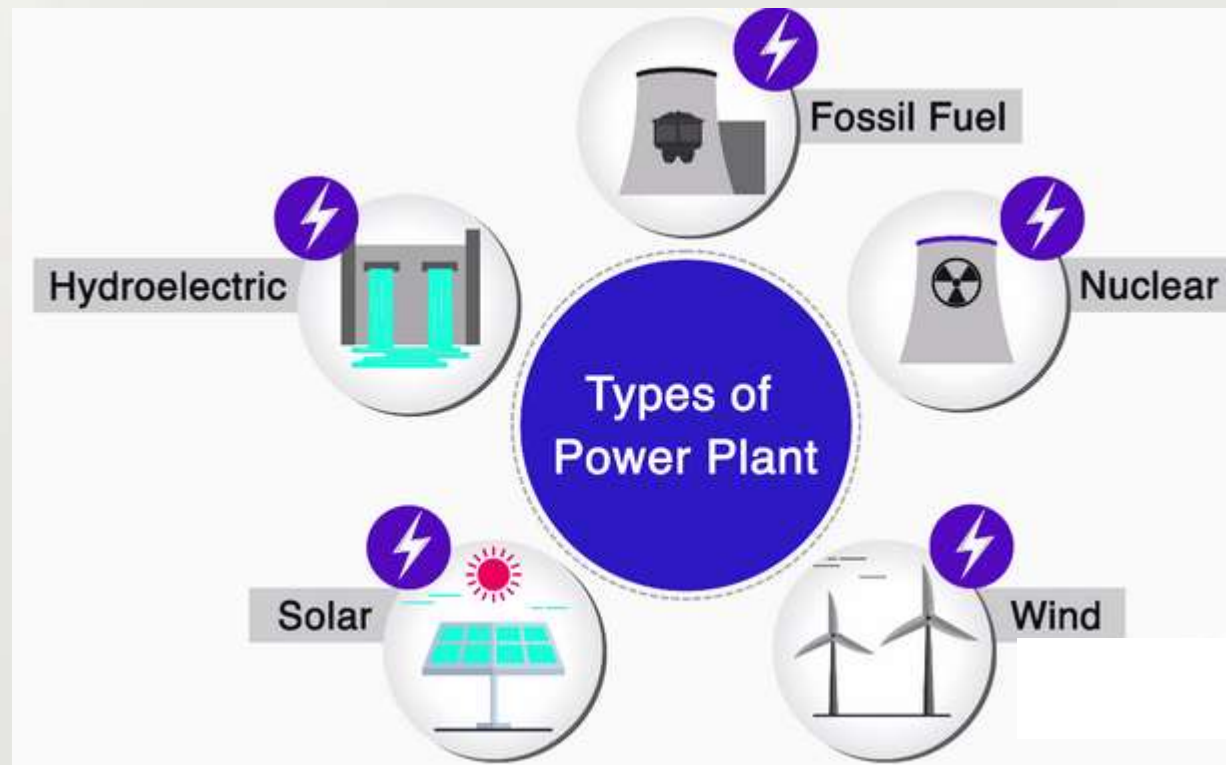 Fossil Fuel
Hydroelectric
Nuclear
Types of
Power Plant
Solar
Wind